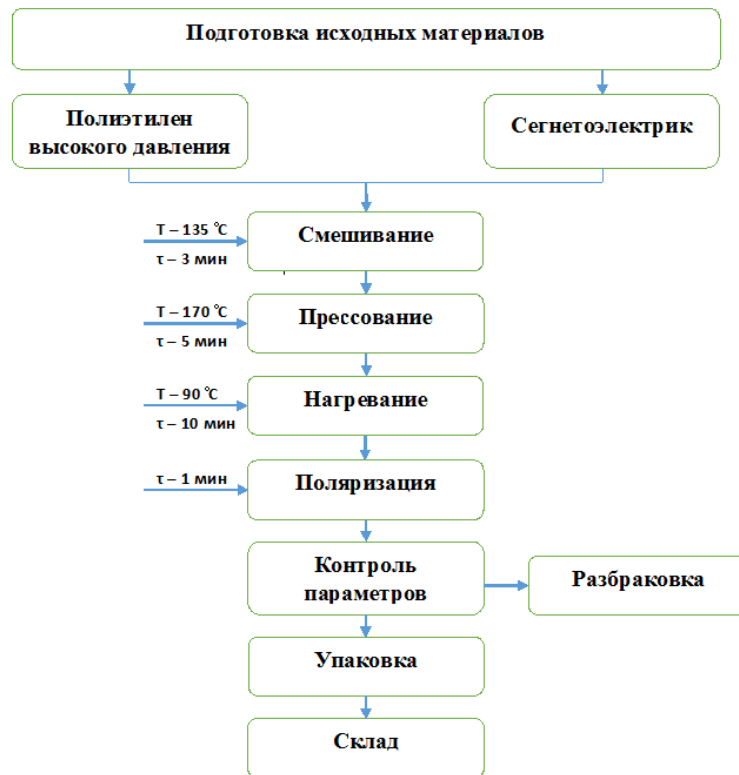 Подготовка исходных материалов
Полиэтилен
высокого давления
Сегнетоэлектрик
T – 135 °C
τ – 3 мин
Смешивание
T – 170 °C
τ – 5 мин
Прессование
T – 90 °C
τ – 10 мин
Нагревание
τ – 1 мин
Поляризация
Контроль
параметров
Разбраковка
Упаковка
Склад